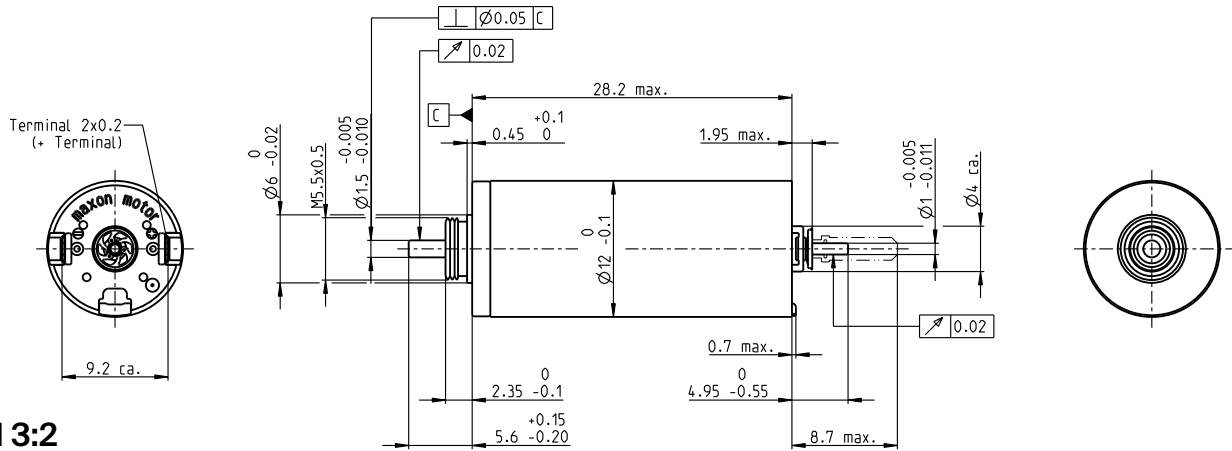 ⊥ Ø0.05 C
↗ 0.02
28.2 max.
C
+0.1
0.45 0
1.95 max.
Terminal 2x0.2
(+ Terminal)
0
Ø6 -0.02
M5.5x0.5
-0.005
Ø1.5 -0.010
maxon motor
0
Ø12 -0.1
-0.005
Ø1 -0.011
Ø4 ca.
↗ 0.02
9.2 ca.
0.7 max.
0
2.35 -0.1
0
4.95 -0.55
+0.15
5.6 -0.20
8.7 max.
3:2